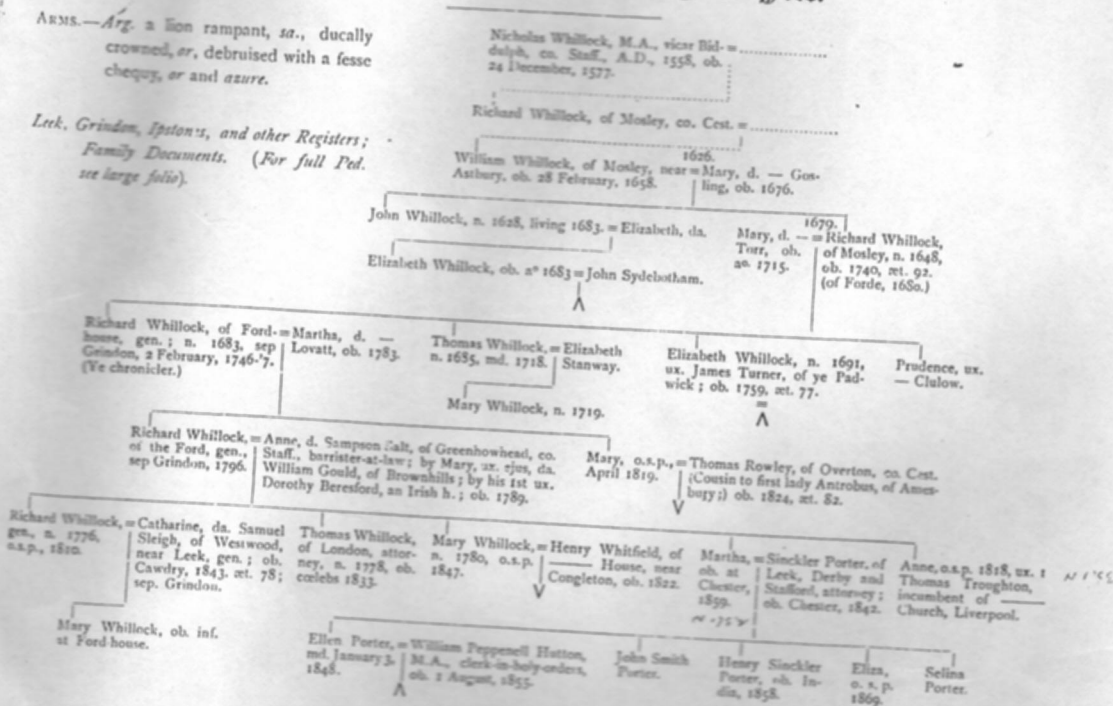 ARMS.—Arg. a lion rampant, sa., ducally
crowned, or, debruised with a fesse
chequy, or and azure.
Leek, Grindon, Ipstones, and other Registers;
Family Documents. (For full Ped.
see large folio).
Nicholas Whillock, M.A., vicar Bid- =
dulph, co. Staff., A.D., 1558, ob.
24 December, 1577.
Richard Whillock, of Mosley, co. Cest. =
1626.
William Whillock, of Mosley, near = Mary, d. — Gos-
Astbury, ob. 28 February, 1658. ling, ob. 1676.
1679.
John Whillock, n. 1628, living 1683. = Elizabeth, da.
Mary, d. — = Richard Whillock,
Torr, ob. of Mosley, n. 1648,
ao. 1715. ob. 1740, æt. 92.
(of Forde, 1680.)
Elizabeth Whillock, ob. ao 1683 = John Sydebotham.
Richard Whillock, of Ford- = Martha, d. —
house, gen.; n. 1683, sep Lovatt, ob. 1783.
Grindon, 2 February, 1746-'7.
(Ye chronicler.)
Thomas Whillock, = Elizabeth
n. 1685, md. 1718. Stanway.
Elizabeth Whillock, n. 1691,
ux. James Turner, of ye Pad-
wick; ob. 1759, æt. 77.
=
Prudence, ux.
— Clulow.
Mary Whillock, n. 1719.
Richard Whillock, = Anne, d. Sampson Salt, of Greenhowhead, co.
of the Ford, gen., Staff., barrister-at-law; by Mary, ux. ejus, da.
sep Grindon, 1796. William Gould, of Brownhills; by his 1st ux.
Dorothy Beresford, an Irish h.; ob. 1789.
Mary, o.s.p., = Thomas Rowley, of Overton, co. Cest.
April 1819. (Cousin to first lady Antrobus, of Ames-
bury;) ob. 1824, æt. 82.
Richard Whillock, = Catharine, da. Samuel
gen., n. 1776, Sleigh, of Westwood,
o.s.p., 1810. near Leek, gen.; ob.
Cawdry, 1843, æt. 78;
sep. Grindon.
Thomas Whillock,
of London, attor-
ney, n. 1778, ob.
cœlebs 1833.
Mary Whillock, = Henry Whitfield, of
n. 1780, o.s.p. —— House, near
1847. Congleton, ob. 1822.
Martha, = Sinckler Porter, of
ob. at Leek, Derby and
Chester, Stafford, attorney;
1859. ob. Chester, 1842.
Anne, o.s.p. 1818, ux. 1
Thomas Troughton,
incumbent of ——
Church, Liverpool.
Mary Whillock, ob. inf.
at Ford-house.
Ellen Porter, = William Peppenell Hutton,
md. January 3, M.A., clerk-in-holy-orders,
1848. ob. 1 August, 1855.
John Smith
Porter.
Henry Sinckler
Porter, ob. In-
dia, 1858.
Eliza,
o. s. p.
1869.
Selina
Porter.